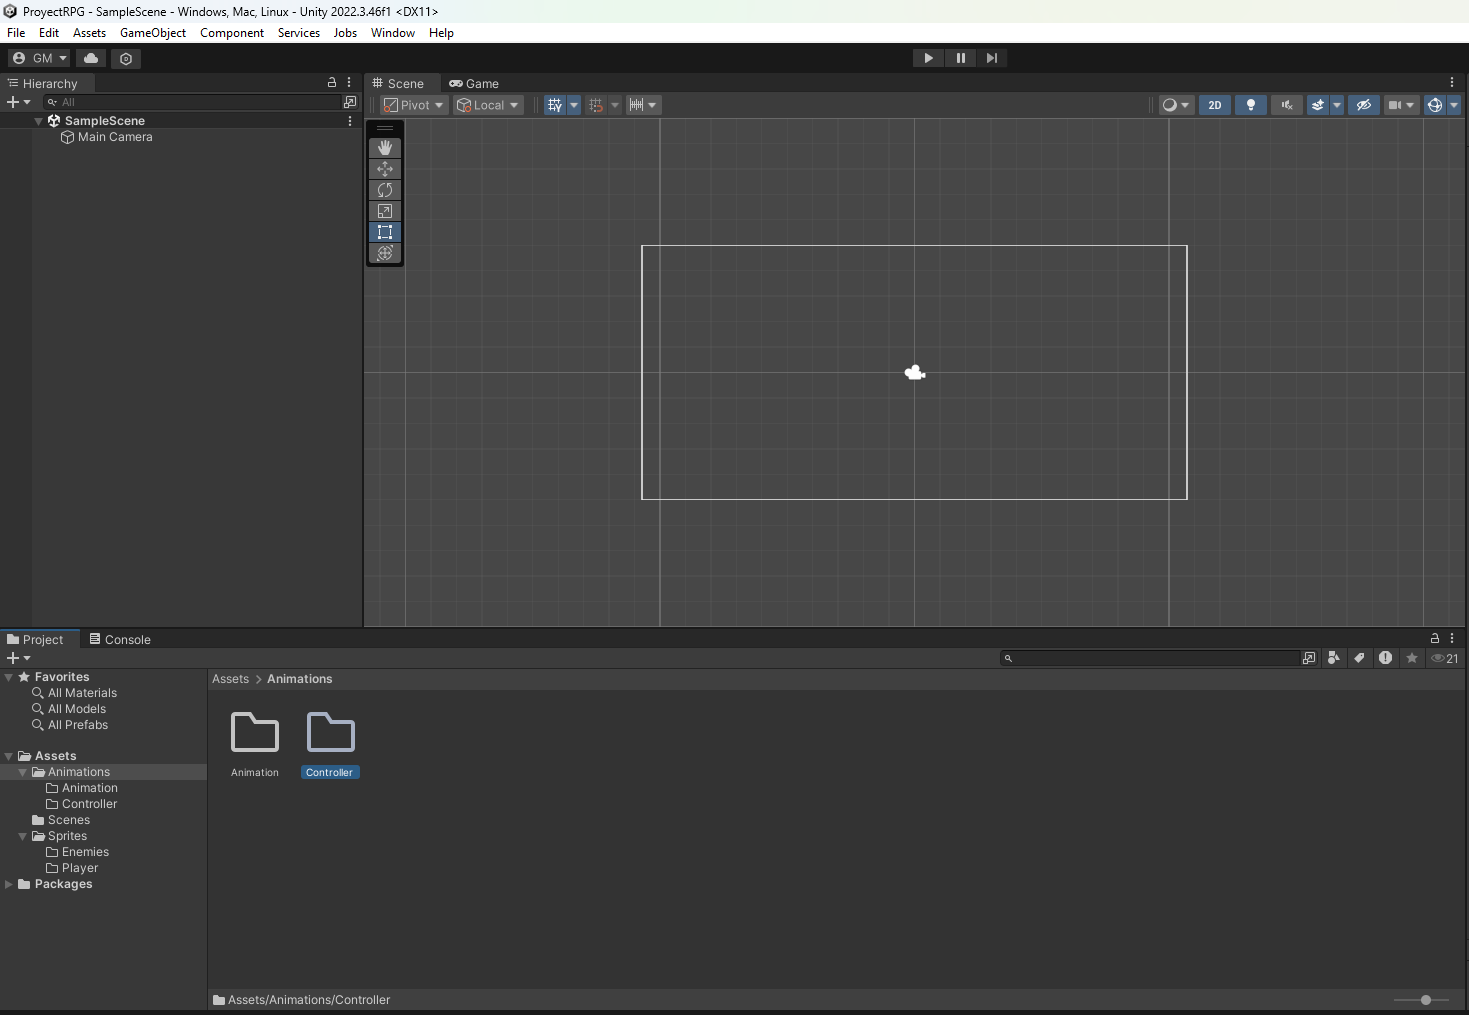 ProyectRPG - SampleScene - Windows, Mac, Linux - Unity 2022.3.46f1 <DX11>
File Edit Assets GameObject Component Services Jobs Window Help
GM
Hierarchy
All
SampleScene
Main Camera
Scene Game
Pivot Local 2D
Project Console
21
Favorites
All Materials
All Models
All Prefabs
Assets
Animations
Animation
Controller
Scenes
Sprites
Enemies
Player
Packages
Assets > Animations
Animation Controller
Assets/Animations/Controller